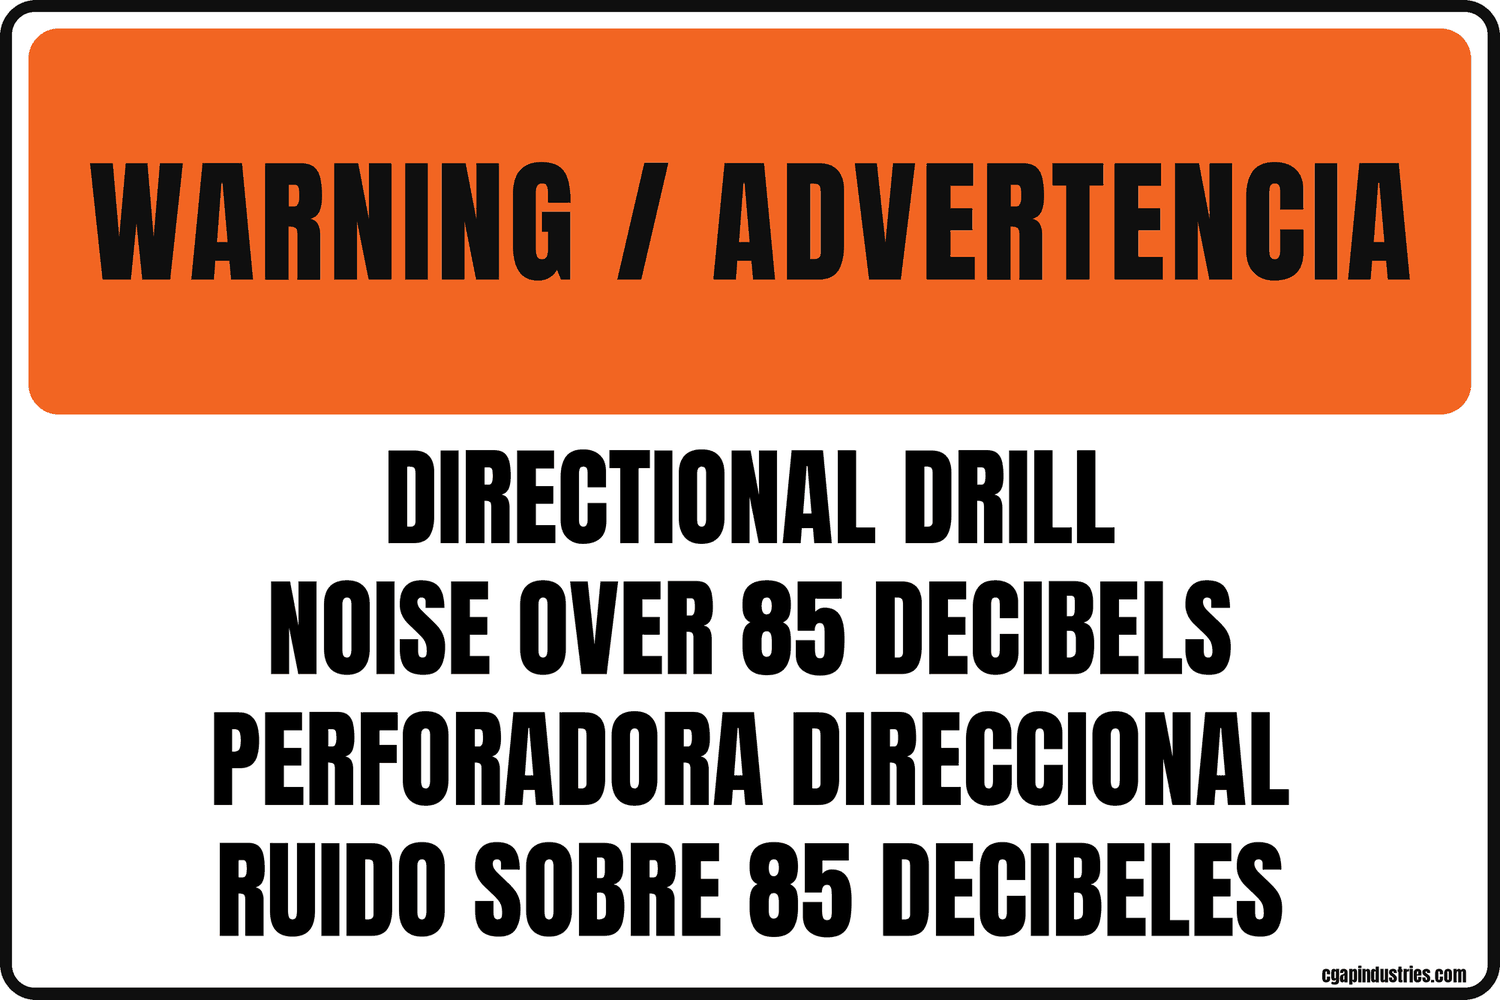 WARNING / ADVERTENCIA
DIRECTIONAL DRILL
NOISE OVER 85 DECIBELS
PERFORADORA DIRECCIONAL
RUIDO SOBRE 85 DECIBELES
cgapindustries.com